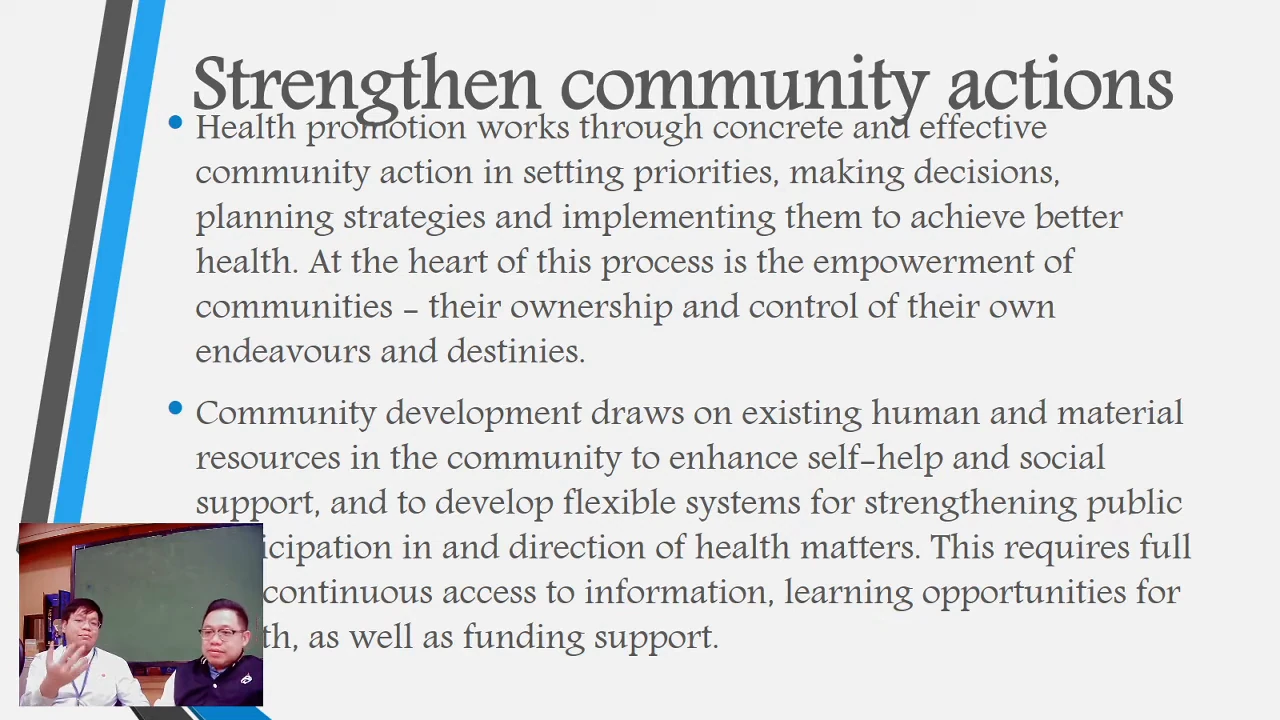 Strengthen community actions
Health promotion works through concrete and effective
community action in setting priorities, making decisions,
planning strategies and implementing them to achieve better
health. At the heart of this process is the empowerment of
communities – their ownership and control of their own
endeavours and destinies.
Community development draws on existing human and material
resources in the community to enhance self-help and social
support, and to develop flexible systems for strengthening public
icipation in and direction of health matters. This requires full
continuous access to information, learning opportunities for
th, as well as funding support.